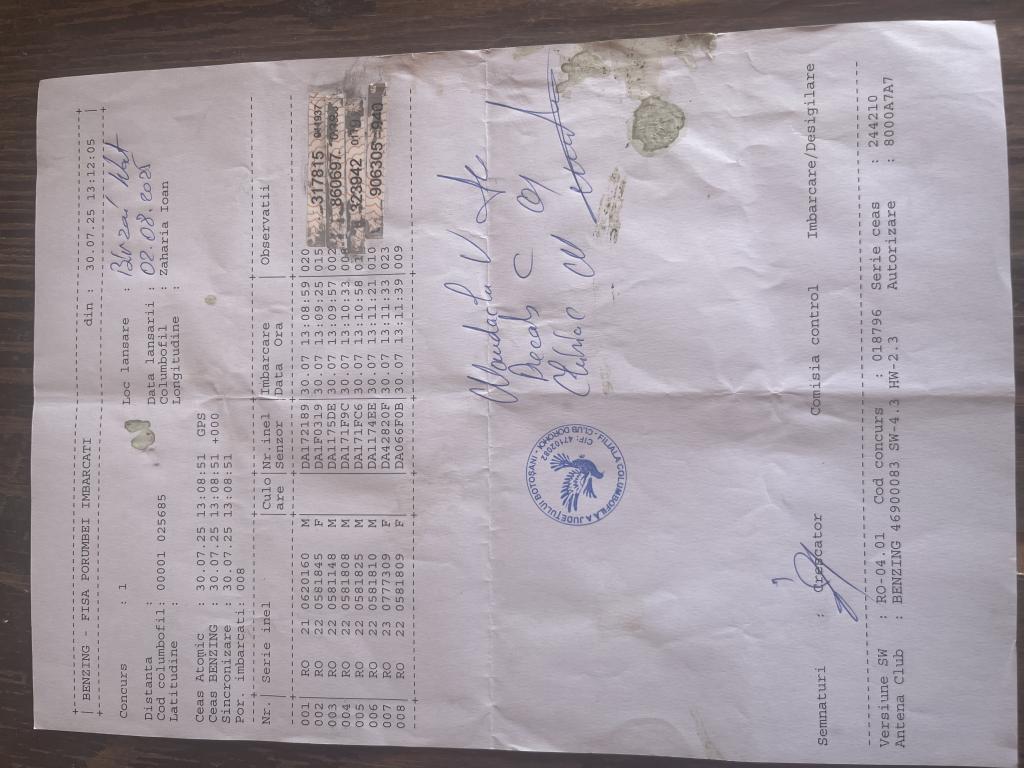 | BENZING - FISA PORUMBEI IMBARCATI din : 30.07.25 13:12:05 |
Concurs : 1 Loc lansare :
Distanta : Data lansarii : 02.08.2025
Cod columbofil: 00001 025685 Columbofil : Zaharia Ioan
Latitudine : Longitudine :
Ceas Atomic : 30.07.25 13:08:51 GPS
Ceas BENZING : 30.07.25 13:08:51 +000
Sincronizare : 30.07.25 13:08:51
Por. imbarcati: 008
Nr.| Serie inel |Culo|Nr.inel |Imbarcare | Observatii
are |Senzor |Data Ora |
001 | RO 21 0620160 M | |DA172189|30.07 13:08:59|020 317815
002 | RO 22 0581845 F | |DA1F0319|30.07 13:09:25|015
003 | RO 22 0581148 M | |DA1175DE|30.07 13:09:57|002 860697
004 | RO 22 0581808 M | |DA171F9C|30.07 13:10:33|
005 | RO 22 0581825 M | |DA171FC6|30.07 13:10:58| 323942
006 | RO 22 0581810 M | |DA1174EE|30.07 13:11:21|010
007 | RO 23 0777309 F | |DA4282DF|30.07 13:11:33|023 906305
008 | RO 22 0581809 F | |DA066FDB|30.07 13:11:39|009
FILIALA COLUMBOFILA A JUDEȚULUI BOTOȘANI - CLUB DOROHOI
CIF: 47102082
Semnaturi : Crescator Comisia control Imbarcare/Desigilare
Versiune SW : RO-04.01 Cod concurs : 018796 Serie ceas : 244210
Antena Club : BENZING 46900083 SW-4.3 HW-2.3 Autorizare : 8000A7A7